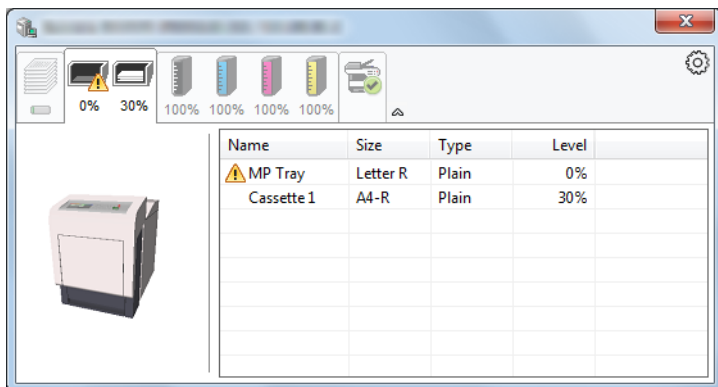 0% 30% 100% 100% 100% 100%
Name Size Type Level
MP Tray Letter R Plain 0%
Cassette 1 A4-R Plain 30%